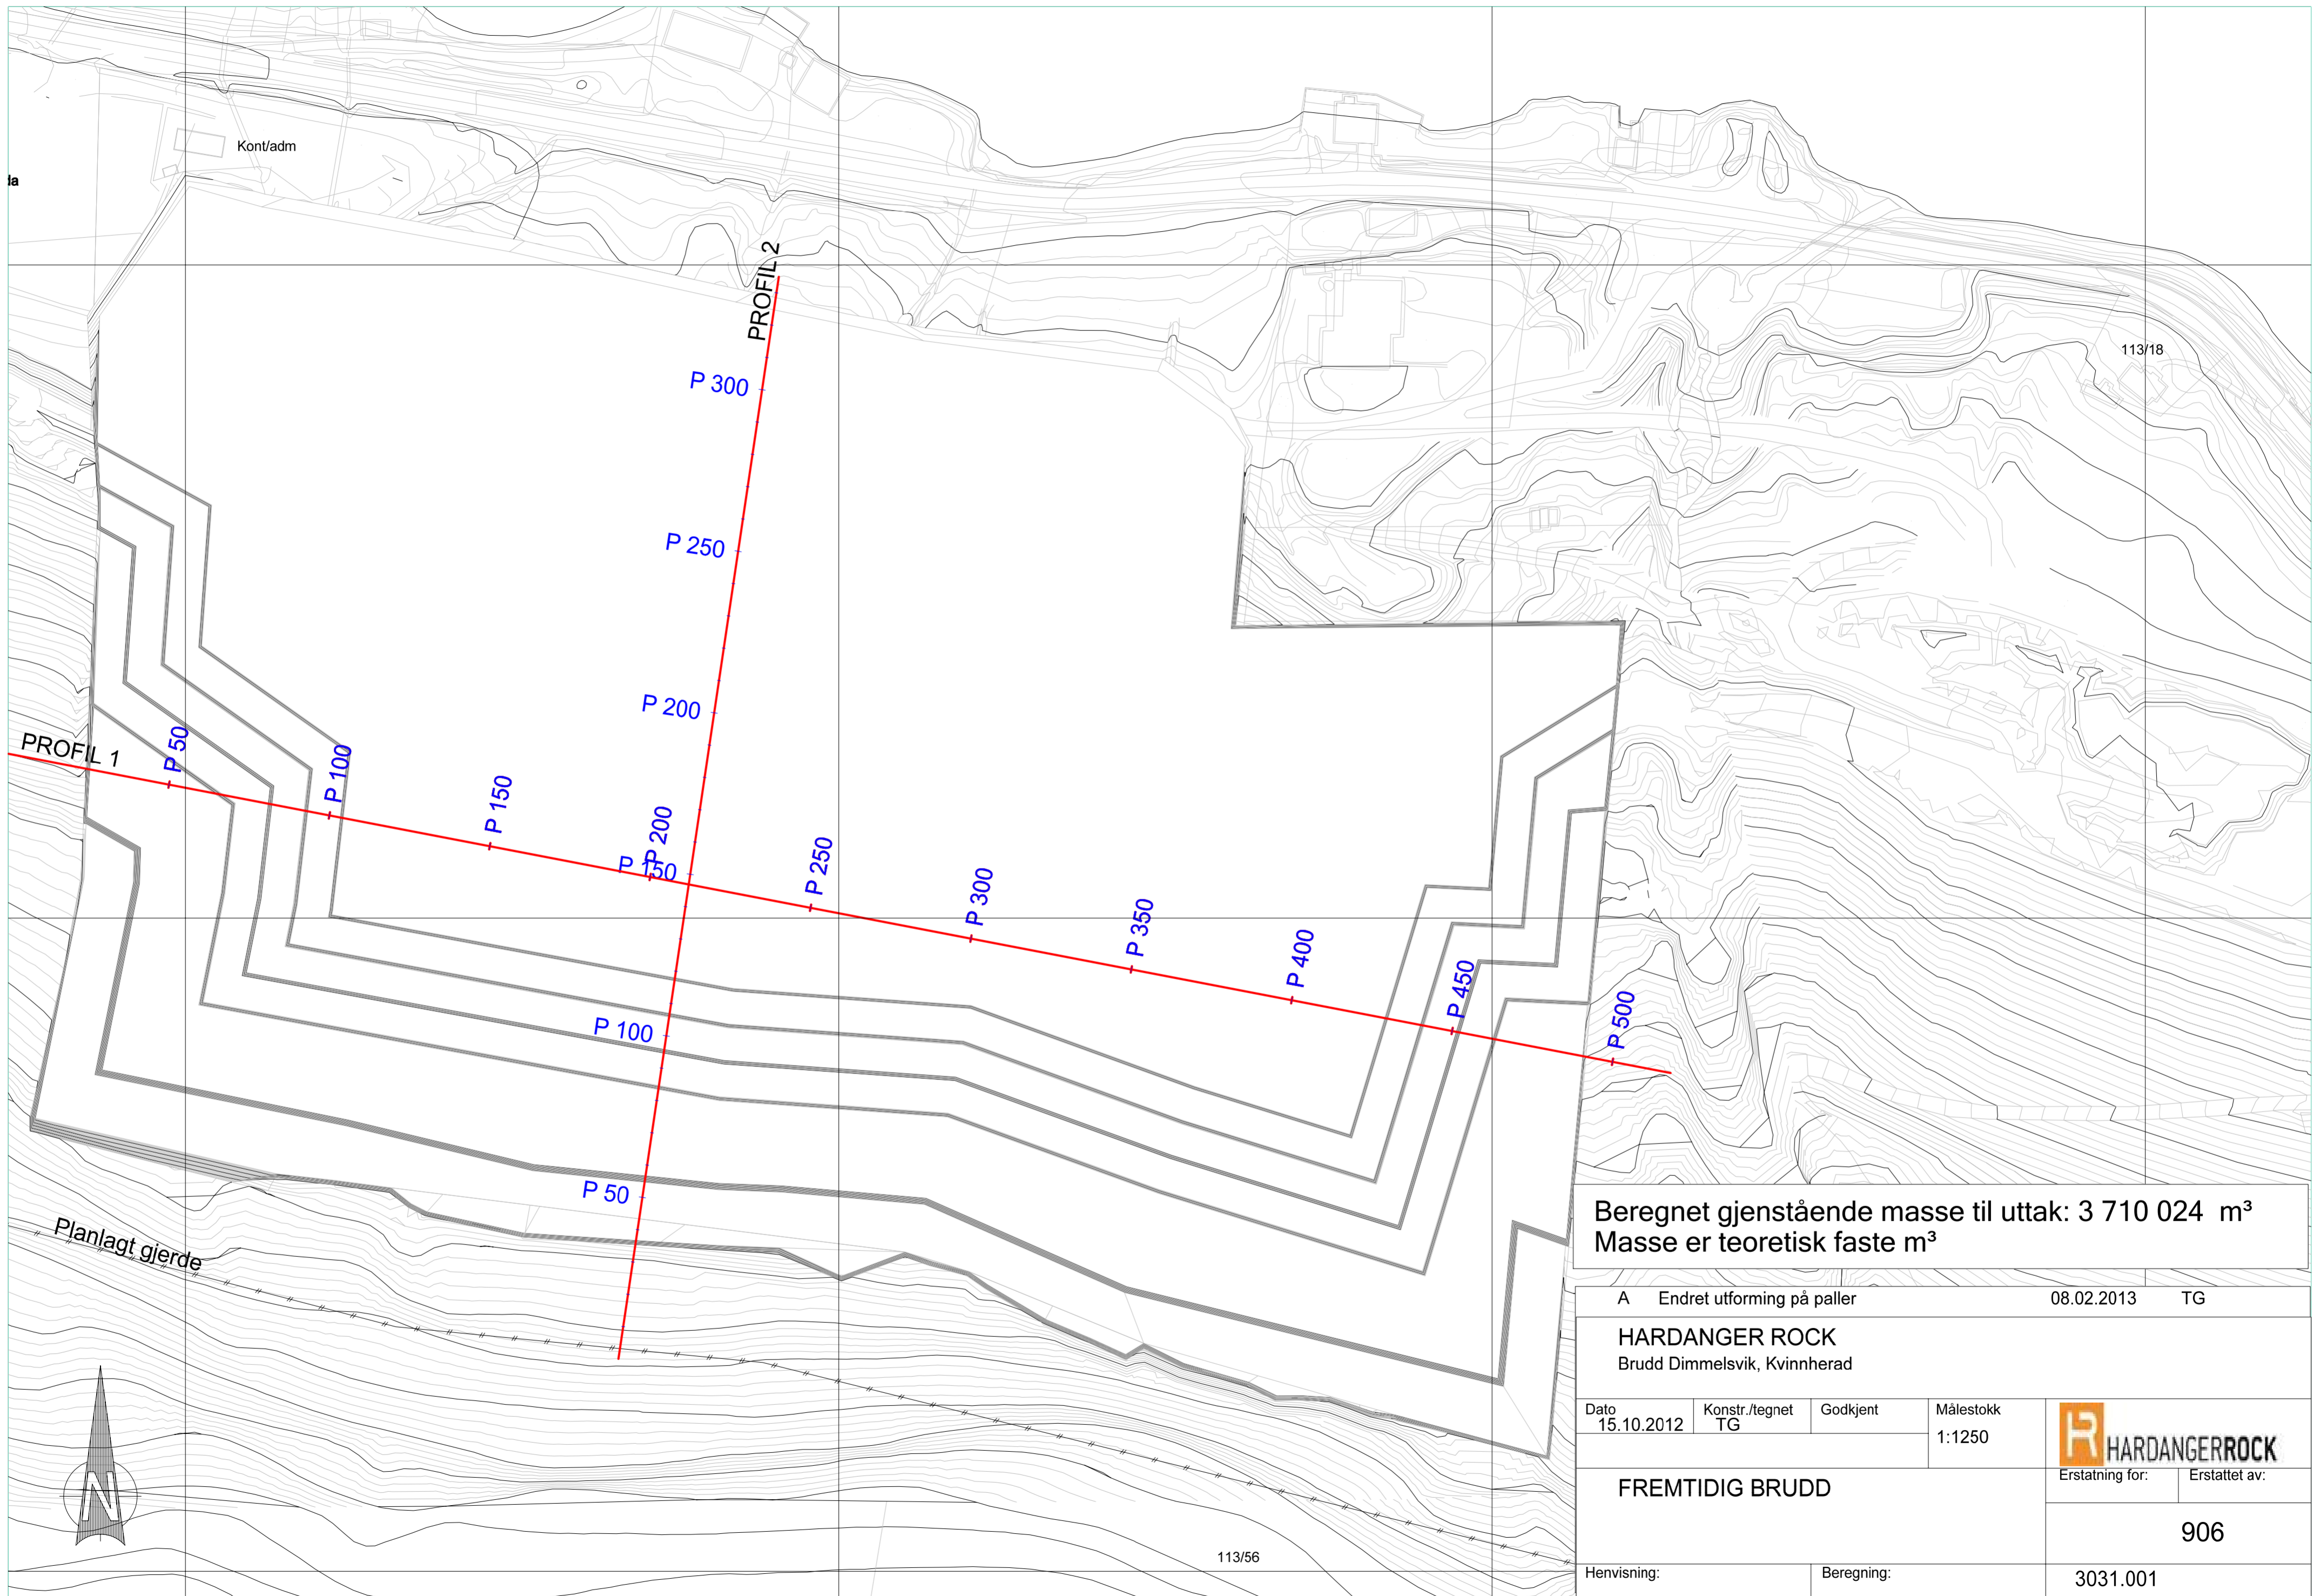 Kont/adm
da
PROFIL 2
113/18
P 300
P 250
P 200
PROFIL 1
P 50
P 100
P 150
P 200
P 150
P 250
P 300
P 350
P 400
P 450
P 500
P 100
P 50
Planlagt gjerde
N
113/56
Beregnet gjenstående masse til uttak: 3 710 024 m³
Masse er teoretisk faste m³
A Endret utforming på paller 08.02.2013 TG
HARDANGER ROCK
Brudd Dimmelsvik, Kvinnherad
Dato Konstr./tegnet Godkjent Målestokk
15.10.2012 TG
1:1250
HARDANGERROCK
FREMTIDIG BRUDD
Erstatning for: Erstattet av:
906
Henvisning: Beregning:
3031.001